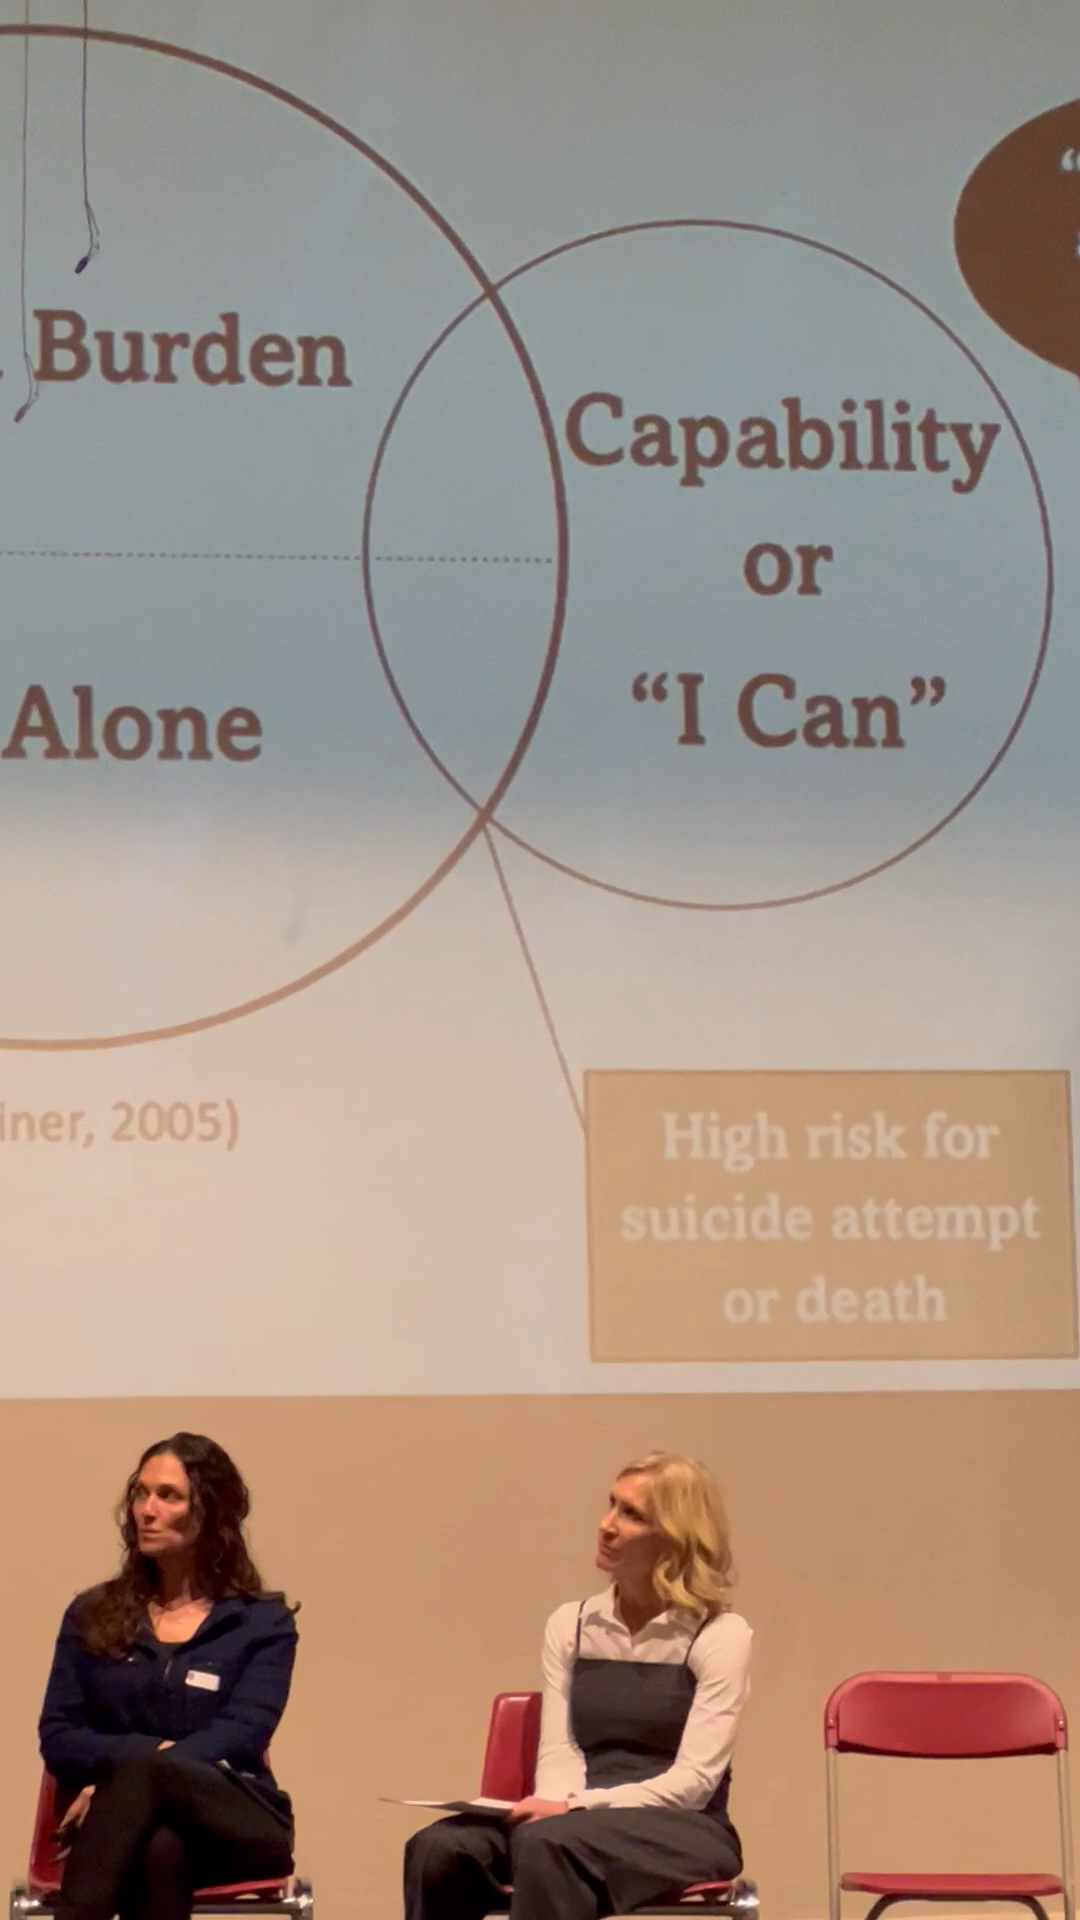 Burden
Capability
or
“I Can”
Alone
iner, 2005)
High risk for
suicide attempt
or death